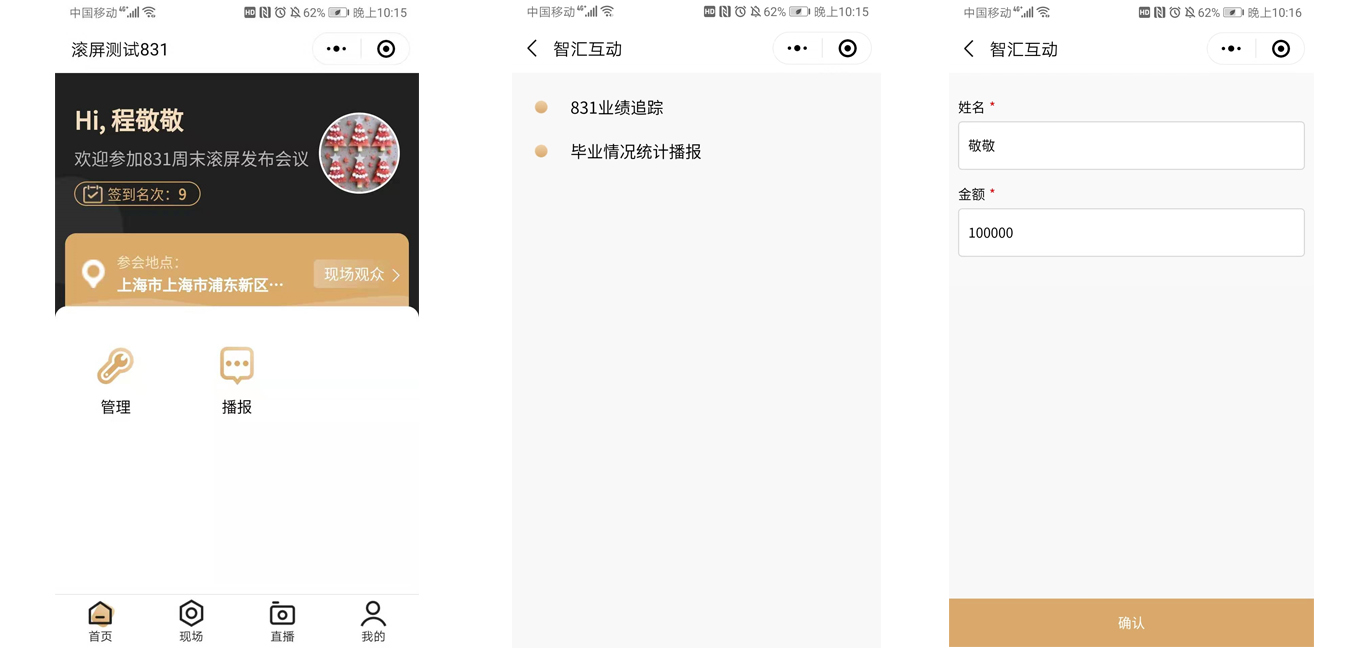 中国移动 4G HD 62% 晚上10:15
滚屏测试831
Hi, 程敬敬
欢迎参加831周末滚屏发布会议
签到名次：9
参会地点：
上海市上海市浦东新区···
现场观众
管理
播报
首页
现场
直播
我的
中国移动 4G HD 62% 晚上10:15
智汇互动
831业绩追踪
毕业情况统计播报
中国移动 4G HD 62% 晚上10:16
智汇互动
姓名 *
敬敬
金额 *
100000
确认